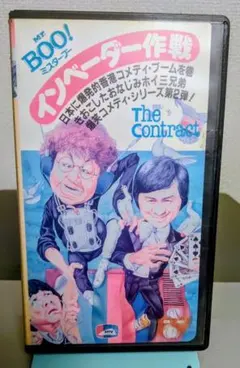 MR.
BOO!
ミスター・ブー
インベーダー作戦
日本に爆発的香港コメディ・ブームを巻
きおこしたおなじみホイ三兄弟
爆笑コメディ・シリーズ第2弾!
The
Contract